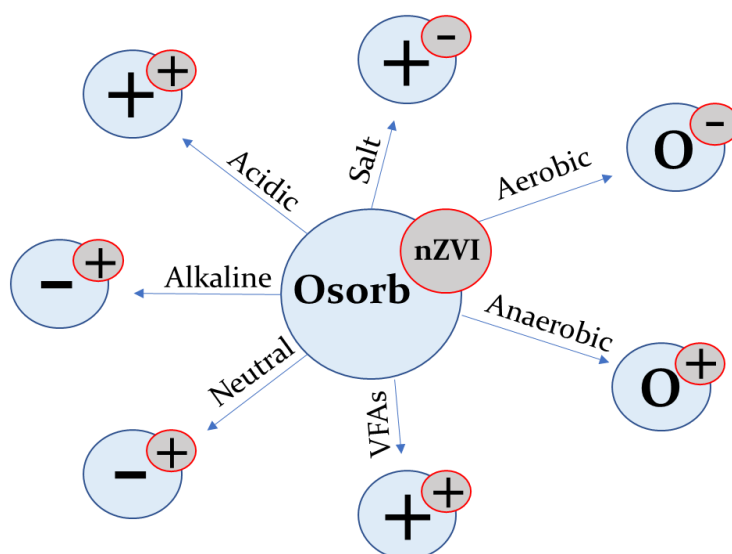 + +
+ -
Acidic
Salt
Aerobic
O -
nZVI
Osorb
- +
Alkaline
Anaerobic
O +
Neutral
VFAs
- +
+ +